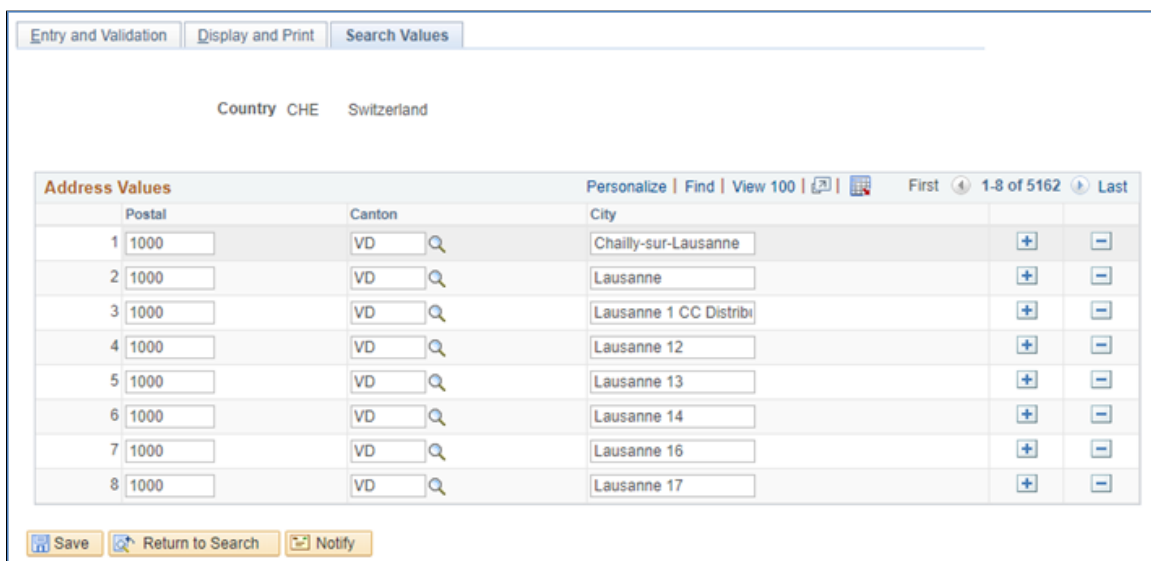 Entry and Validation Display and Print Search Values
Country CHE Switzerland
Address Values Personalize | Find | View 100 | First 1-8 of 5162 Last
Postal Canton City
1 1000 VD Chailly-sur-Lausanne
2 1000 VD Lausanne
3 1000 VD Lausanne 1 CC Distribu
4 1000 VD Lausanne 12
5 1000 VD Lausanne 13
6 1000 VD Lausanne 14
7 1000 VD Lausanne 16
8 1000 VD Lausanne 17
Save Return to Search Notify